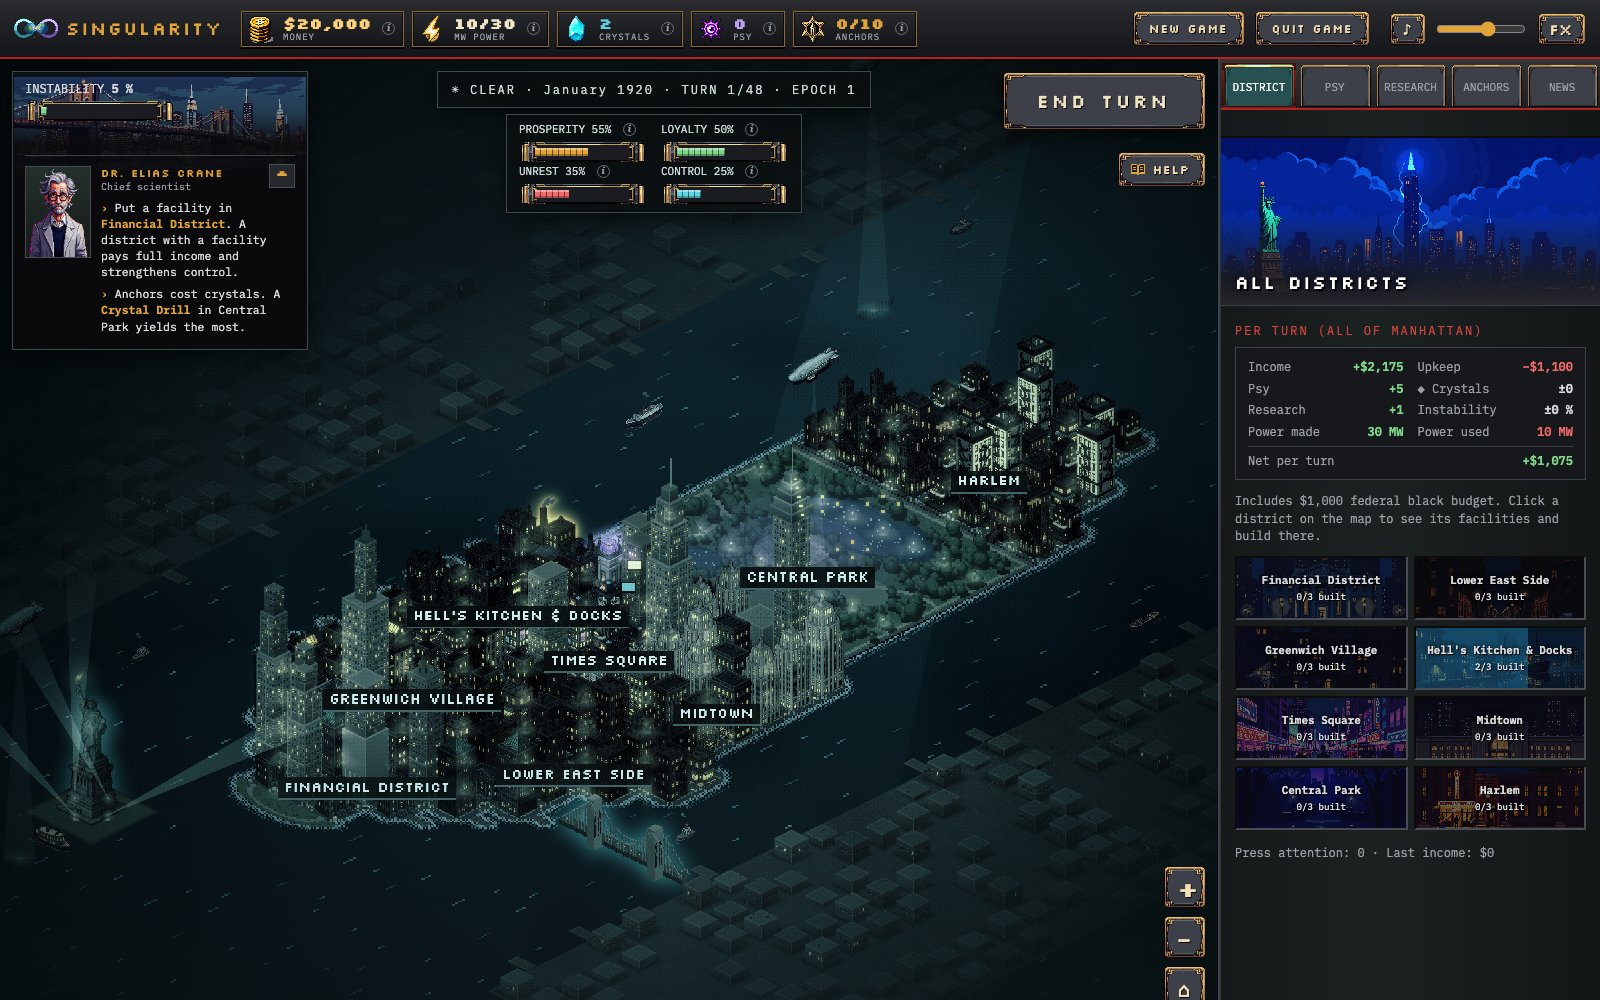 SINGULARITY
$20,000
MONEY
10/30
MW POWER
2
CRYSTALS
0
PSY
0/10
ANCHORS
NEW GAME
QUIT GAME
FX
INSTABILITY 5 %
DR. ELIAS CRANE
Chief scientist
› Put a facility in
Financial District. A
district with a facility
pays full income and
strengthens control.
› Anchors cost crystals. A
Crystal Drill in Central
Park yields the most.
☀ CLEAR · January 1920 · TURN 1/48 · EPOCH 1
PROSPERITY 55%
LOYALTY 50%
UNREST 35%
CONTROL 25%
END TURN
HELP
HARLEM
CENTRAL PARK
HELL'S KITCHEN & DOCKS
TIMES SQUARE
GREENWICH VILLAGE
MIDTOWN
LOWER EAST SIDE
FINANCIAL DISTRICT
+
−
DISTRICT
PSY
RESEARCH
ANCHORS
NEWS
ALL DISTRICTS
PER TURN (ALL OF MANHATTAN)
Income +$2,175 Upkeep −$1,100
Psy +5 ◆ Crystals ±0
Research +1 Instability ±0 %
Power made 30 MW Power used 10 MW
Net per turn +$1,075
Includes $1,000 federal black budget. Click a
district on the map to see its facilities and
build there.
Financial District
0/3 built
Lower East Side
0/3 built
Greenwich Village
0/3 built
Hell's Kitchen & Docks
2/3 built
Times Square
0/3 built
Midtown
0/3 built
Central Park
0/3 built
Harlem
0/3 built
Press attention: 0 · Last income: $0